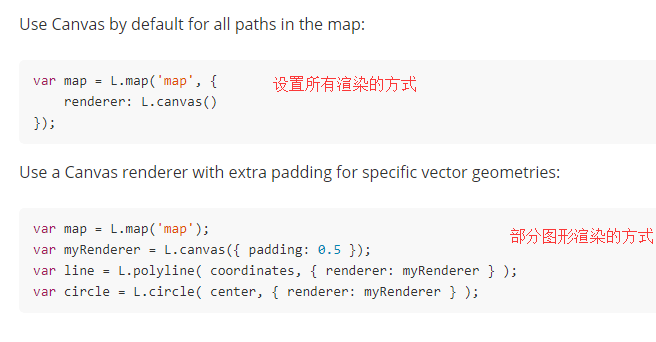 Use Canvas by default for all paths in the map:
var map = L.map('map', { 设置所有渲染的方式
    renderer: L.canvas()
});
Use a Canvas renderer with extra padding for specific vector geometries:
var map = L.map('map'); 部分图形渲染的方式
var myRenderer = L.canvas({ padding: 0.5 });
var line = L.polyline( coordinates, { renderer: myRenderer } );
var circle = L.circle( center, { renderer: myRenderer } );